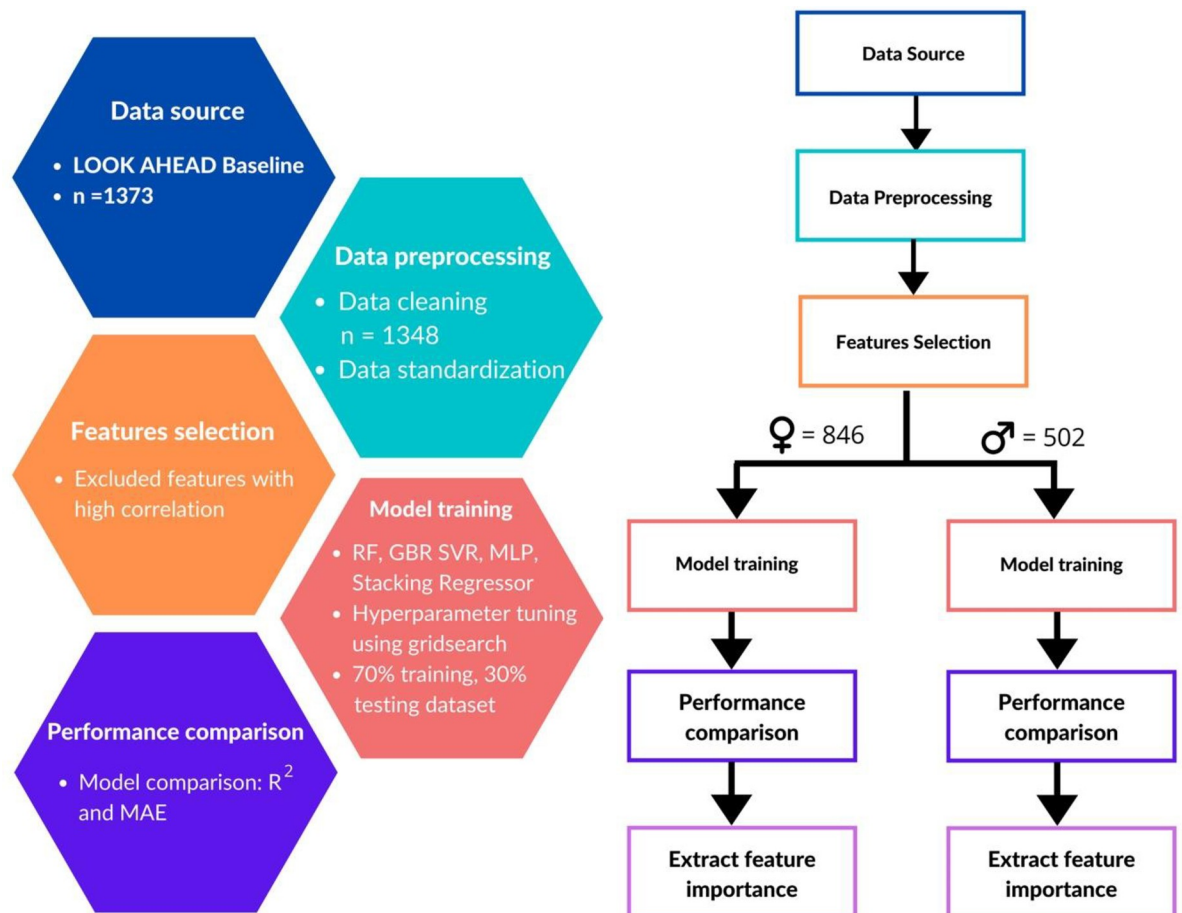 Data source
• LOOK AHEAD Baseline
• n =1373
Data preprocessing
• Data cleaning
n = 1348
• Data standardization
Features selection
• Excluded features with
high correlation
Model training
• RF, GBR SVR, MLP,
Stacking Regressor
• Hyperparameter tuning
using gridsearch
• 70% training, 30%
testing dataset
Performance comparison
• Model comparison: R²
and MAE
Data Source
Data Preprocessing
Features Selection
♀ = 846
♂ = 502
Model training
Model training
Performance
comparison
Performance
comparison
Extract feature
importance
Extract feature
importance